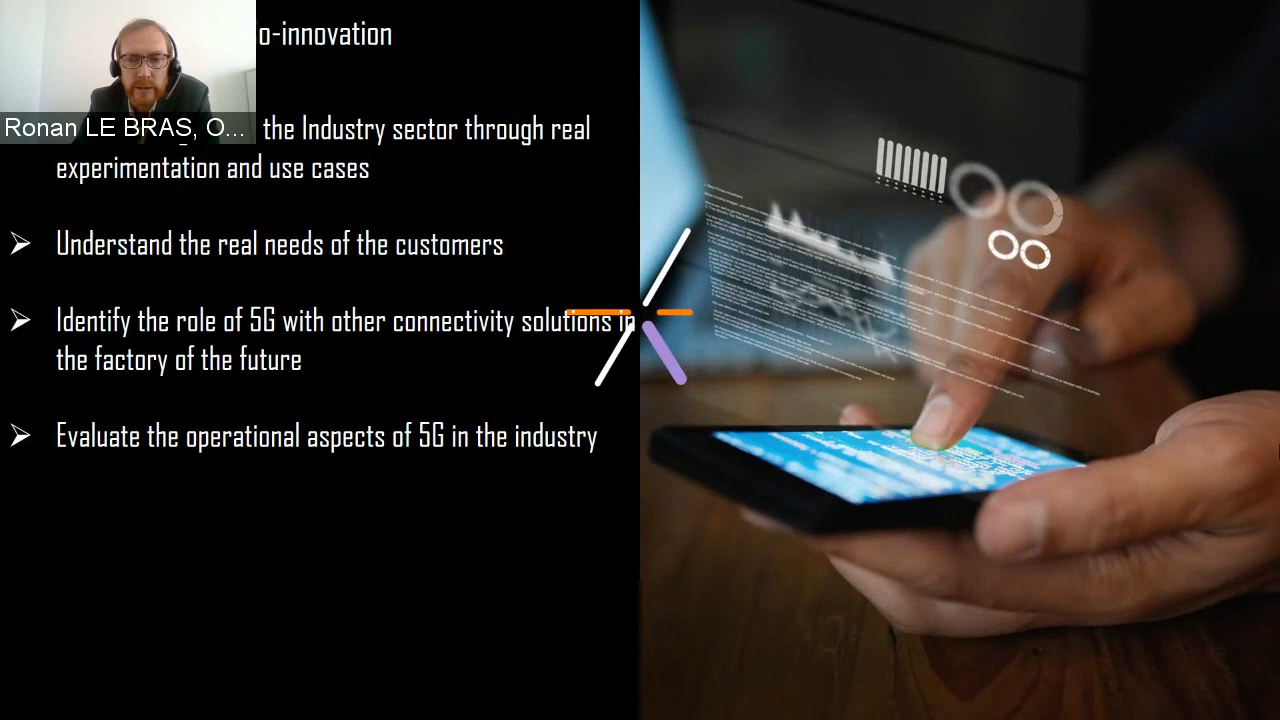 o-innovation
Ronan LE BRAS, O...
the Industry sector through real
experimentation and use cases
Understand the real needs of the customers
Identify the role of 5G with other connectivity solutions in
the factory of the future
Evaluate the operational aspects of 5G in the industry